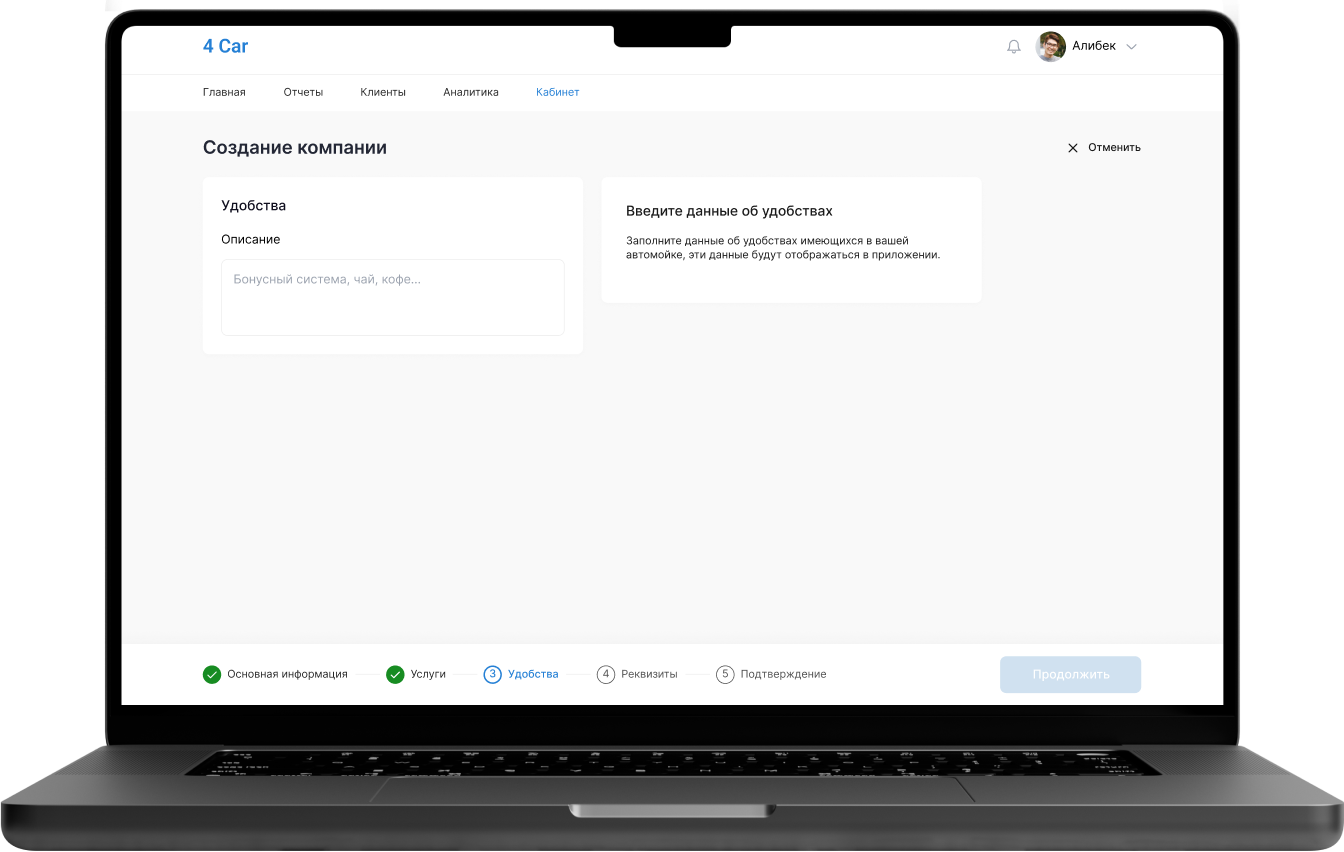 4 Car
Алибек
Главная
Отчеты
Клиенты
Аналитика
Кабинет
Создание компании
Отменить
Удобства
Описание
Бонусный система, чай, кофе...
Введите данные об удобствах
Заполните данные об удобствах имеющихся в вашей
автомойке, эти данные будут отображаться в приложении.
Основная информация
Услуги
3 Удобства
4 Реквизиты
5 Подтверждение
Продолжить